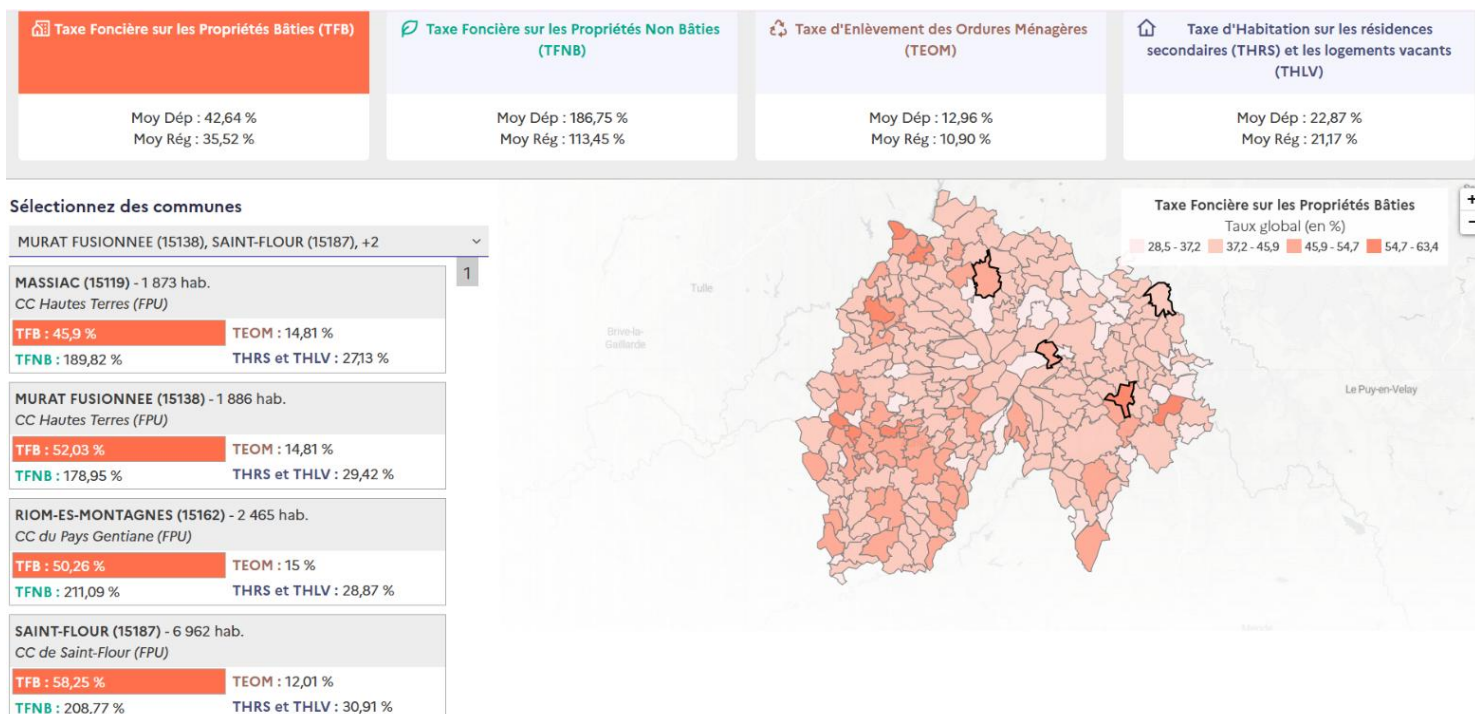 Taxe Foncière sur les Propriétés Bâties (TFB)
Moy Dép : 42,64 %
Moy Rég : 35,52 %
Taxe Foncière sur les Propriétés Non Bâties
(TFNB)
Moy Dép : 186,75 %
Moy Rég : 113,45 %
Taxe d'Enlèvement des Ordures Ménagères
(TEOM)
Moy Dép : 12,96 %
Moy Rég : 10,90 %
Taxe d'Habitation sur les résidences
secondaires (THRS) et les logements vacants
(THLV)
Moy Dép : 22,87 %
Moy Rég : 21,17 %
Sélectionnez des communes
MURAT FUSIONNEE (15138), SAINT-FLOUR (15187), +2
1
MASSIAC (15119) - 1 873 hab.
CC Hautes Terres (FPU)
TFB : 45,9 %
TEOM : 14,81 %
TFNB : 189,82 %
THRS et THLV : 27,13 %
MURAT FUSIONNEE (15138) - 1 886 hab.
CC Hautes Terres (FPU)
TFB : 52,03 %
TEOM : 14,81 %
TFNB : 178,95 %
THRS et THLV : 29,42 %
RIOM-ES-MONTAGNES (15162) - 2 465 hab.
CC du Pays Gentiane (FPU)
TFB : 50,26 %
TEOM : 15 %
TFNB : 211,09 %
THRS et THLV : 28,87 %
SAINT-FLOUR (15187) - 6 962 hab.
CC de Saint-Flour (FPU)
TFB : 58,25 %
TEOM : 12,01 %
TFNB : 208,77 %
THRS et THLV : 30,91 %
Taxe Foncière sur les Propriétés Bâties
Taux global (en %)
28,5 - 37,2
37,2 - 45,9
45,9 - 54,7
54,7 - 63,4
+
−
Tulle
Brive-la-
Gaillarde
Le Puy-en-Velay